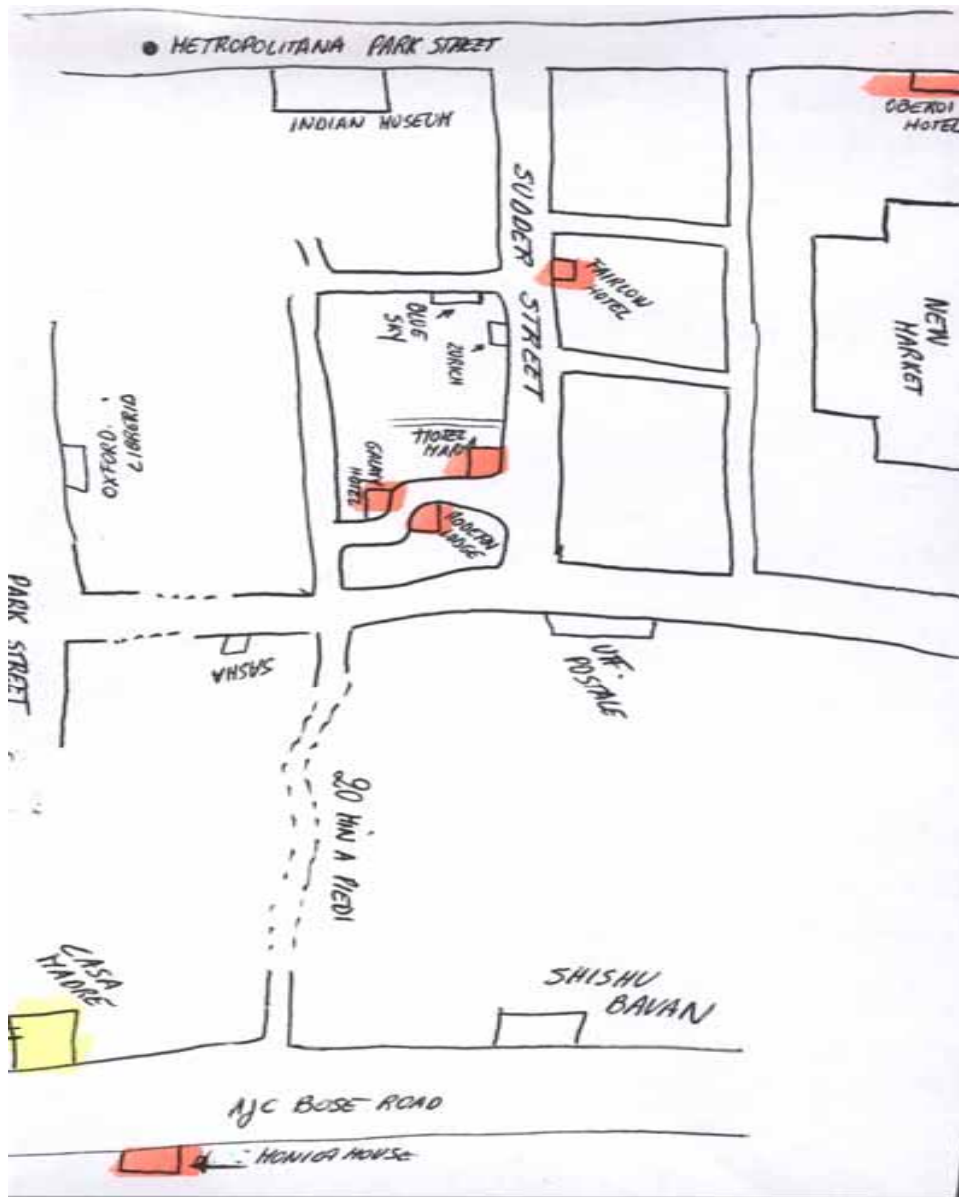 METROPOLITANA PARK STREET
INDIAN MUSEUM
OBEROI
HOTEL
SUDDER STREET
FAIRLOW
HOTEL
NEW
MARKET
BLUE
SKY
ZURICH
HOTEL
MARIA
OXFORD
LIBRERIA
HOTEL
MODERN
LODGE
PARK STREET
SASHA
UFF.
POSTALE
20 MIN A PIEDI
CASA
MADRE
SHISHU
BAVAN
AJC BOSE ROAD
MONICA HOUSE